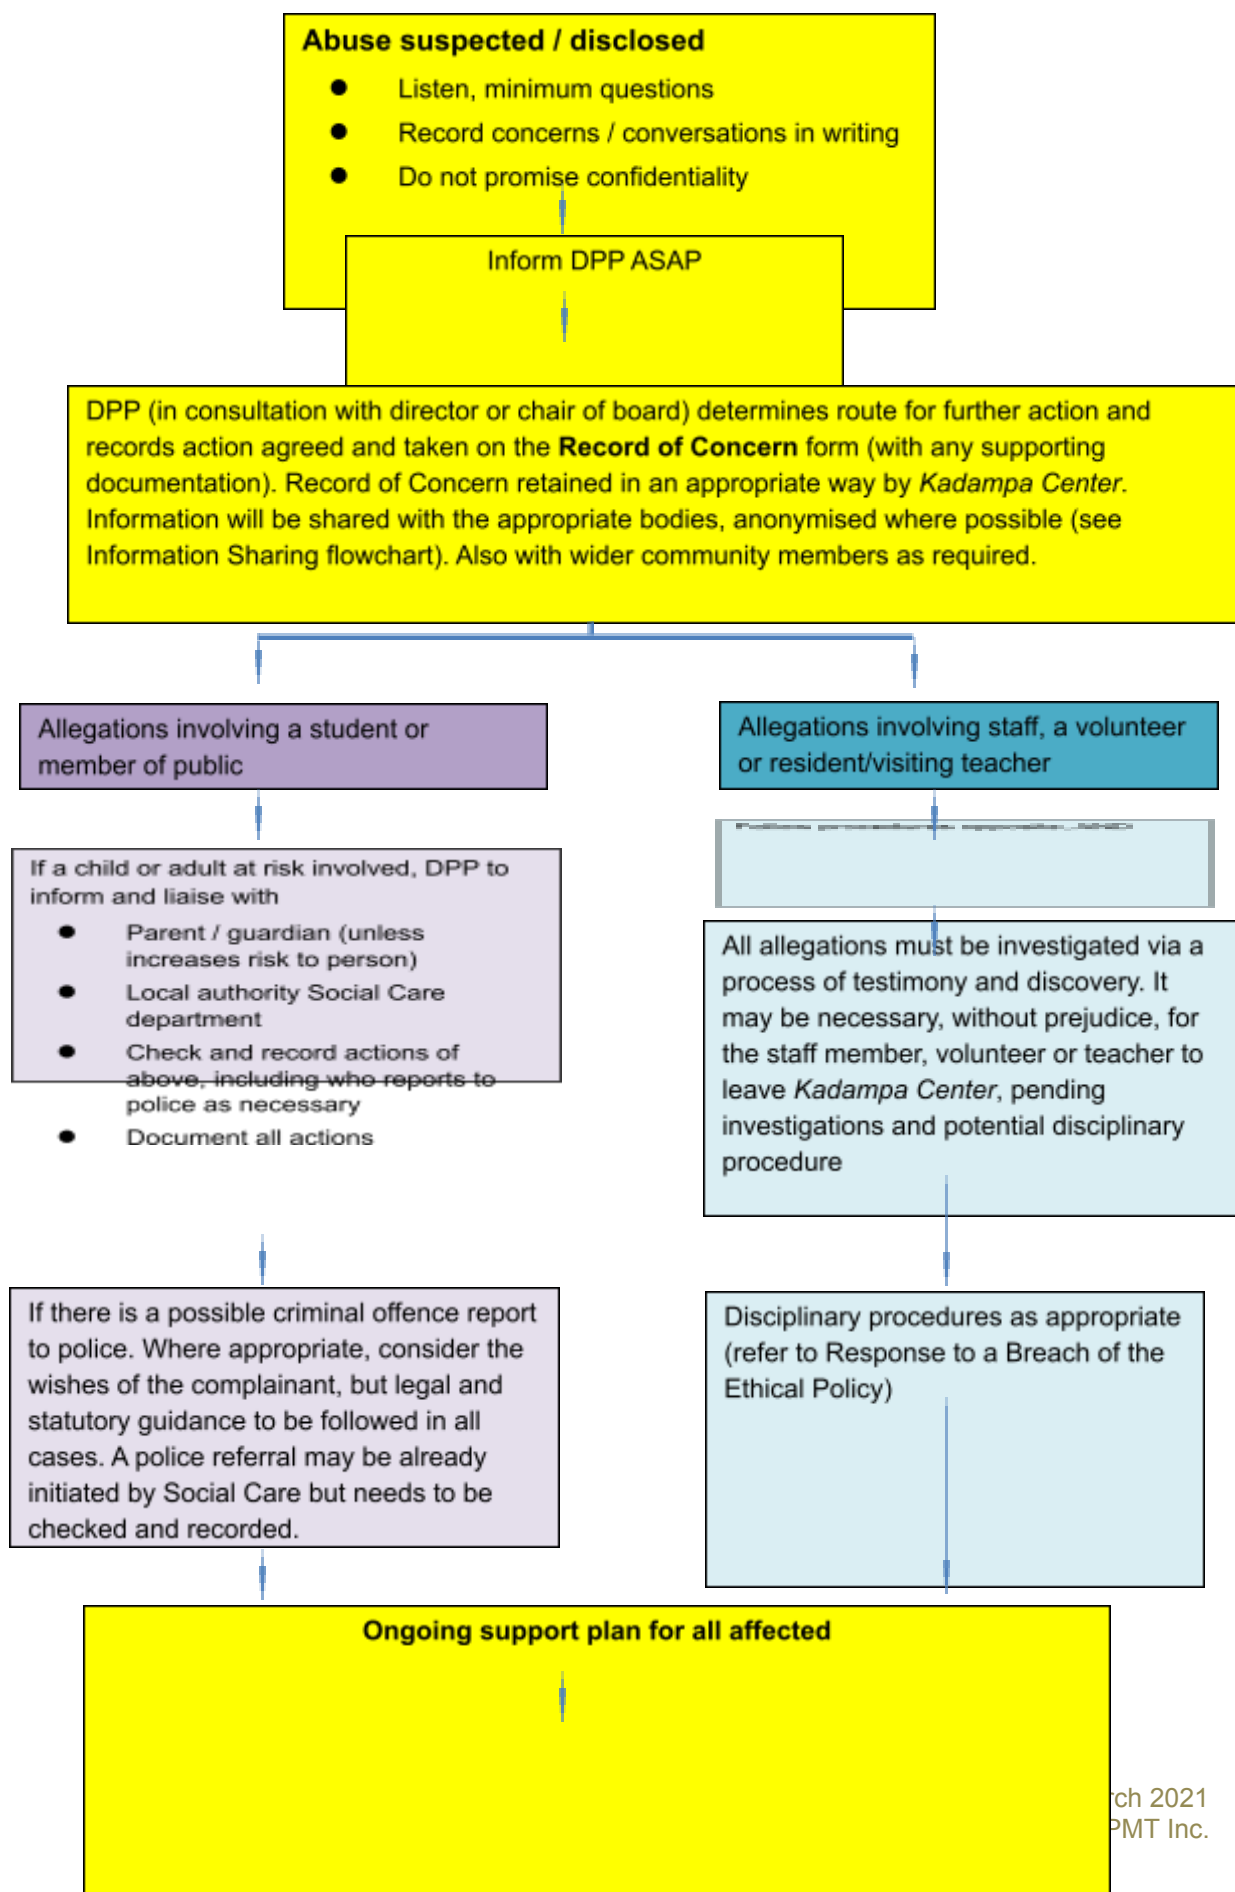 Abuse suspected / disclosed
● Listen, minimum questions
● Record concerns / conversations in writing
● Do not promise confidentiality
Inform DPP ASAP
DPP (in consultation with director or chair of board) determines route for further action and
records action agreed and taken on the Record of Concern form (with any supporting
documentation). Record of Concern retained in an appropriate way by Kadampa Center.
Information will be shared with the appropriate bodies, anonymised where possible (see
Information Sharing flowchart). Also with wider community members as required.
Allegations involving a student or
member of public
If a child or adult at risk involved, DPP to
inform and liaise with
● Parent / guardian (unless
increases risk to person)
● Local authority Social Care
department
● Check and record actions of
above, including who reports to
police as necessary
● Document all actions
If there is a possible criminal offence report
to police. Where appropriate, consider the
wishes of the complainant, but legal and
statutory guidance to be followed in all
cases. A police referral may be already
initiated by Social Care but needs to be
checked and recorded.
Allegations involving staff, a volunteer
or resident/visiting teacher
All allegations must be investigated via a
process of testimony and discovery. It
may be necessary, without prejudice, for
the staff member, volunteer or teacher to
leave Kadampa Center, pending
investigations and potential disciplinary
procedure
Disciplinary procedures as appropriate
(refer to Response to a Breach of the
Ethical Policy)
Ongoing support plan for all affected
rch 2021
PMT Inc.